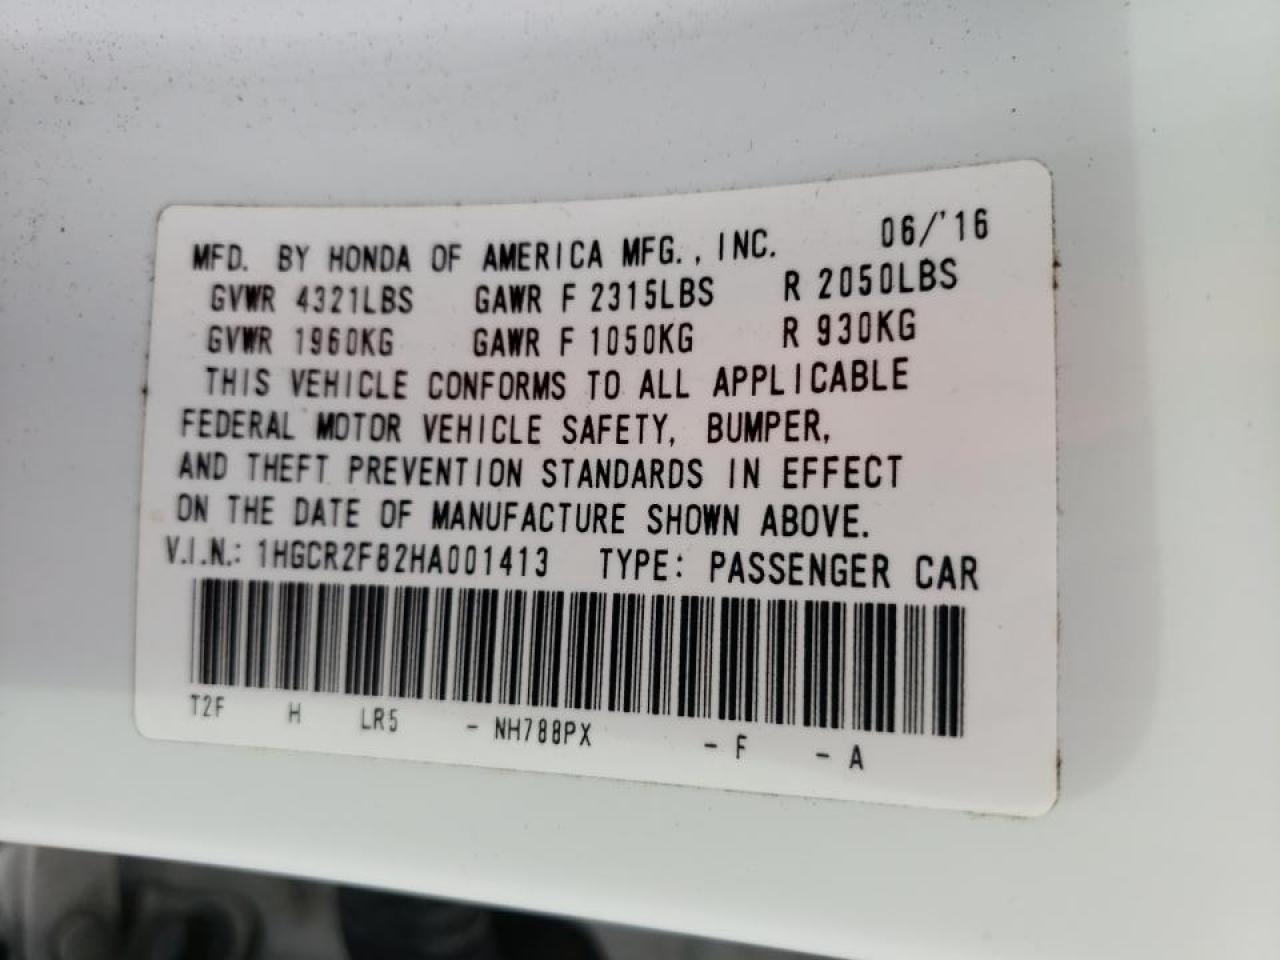 MFD. BY HONDA OF AMERICA MFG., INC. 06/'16
GVWR 4321LBS GAWR F 2315LBS R 2050LBS
GVWR 1960KG GAWR F 1050KG R 930KG
THIS VEHICLE CONFORMS TO ALL APPLICABLE
FEDERAL MOTOR VEHICLE SAFETY, BUMPER,
AND THEFT PREVENTION STANDARDS IN EFFECT
ON THE DATE OF MANUFACTURE SHOWN ABOVE.
V.I.N.: 1HGCR2F82HA001413 TYPE: PASSENGER CAR
T2F H LR5 - NH788PX - F - A